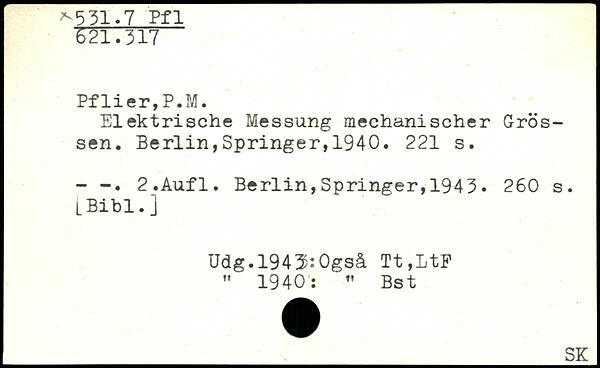 ×531.7 Pfl
621.317
Pflier,P.M.
Elektrische Messung mechanischer Grös-
sen. Berlin,Springer,1940. 221 s.
- -. 2.Aufl. Berlin,Springer,1943. 260 s.
[Bibl.]
Udg.1943:Også Tt,LtF
" 1940: " Bst
SK